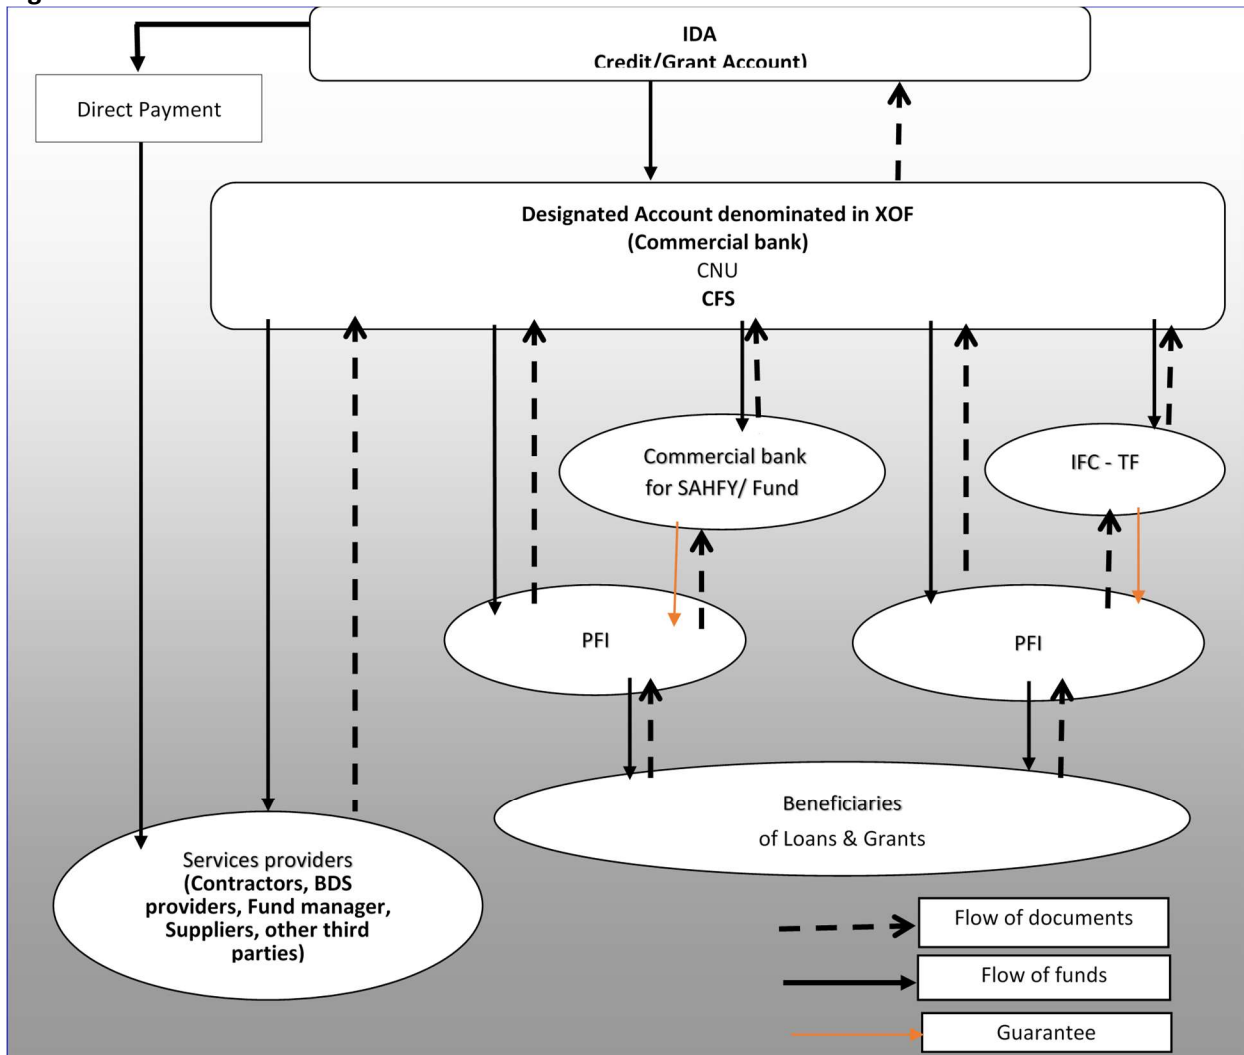 IDA
Credit/Grant Account)
Direct Payment
Designated Account denominated in XOF
(Commercial bank)
CNU
CFS
Commercial bank
for SAHFY/ Fund
IFC - TF
PFI
PFI
Beneficiaries
of Loans & Grants
Services providers
(Contractors, BDS
providers, Fund manager,
Suppliers, other third
parties)
Flow of documents
Flow of funds
Guarantee